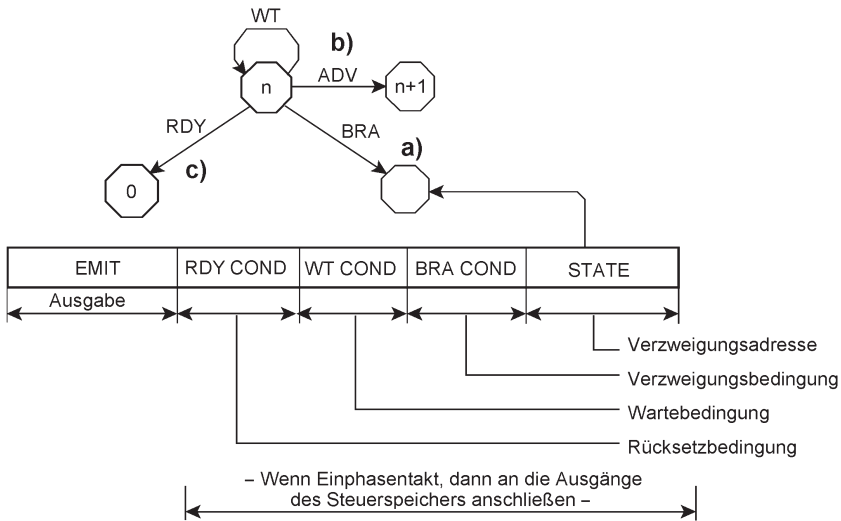 WT
b)
n
ADV
n+1
RDY
BRA
c)
a)
0
EMIT
RDY COND
WT COND
BRA COND
STATE
Ausgabe
Verzweigungsadresse
Verzweigungsbedingung
Wartebedingung
Rücksetzbedingung
– Wenn Einphasentakt, dann an die Ausgänge
des Steuerspeichers anschließen –